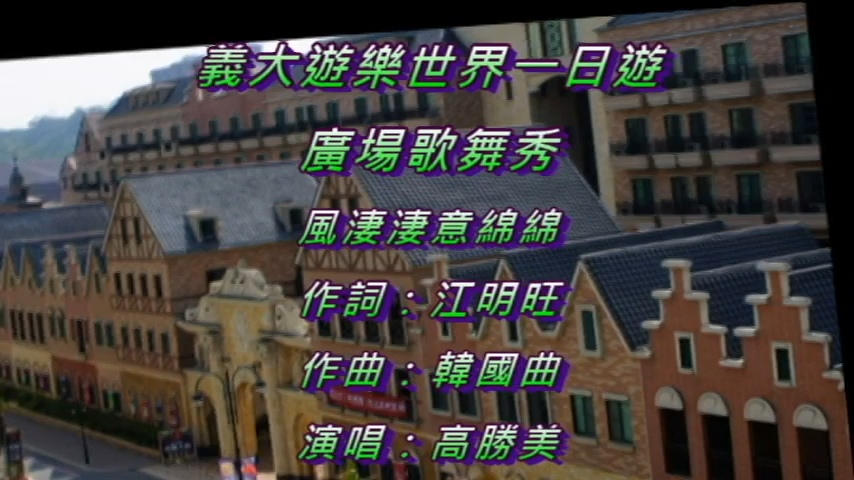 義大遊樂世界一日遊
廣場歌舞秀
風淒淒意綿綿
作詞：江明旺
作曲：韓國曲
演唱：高勝美